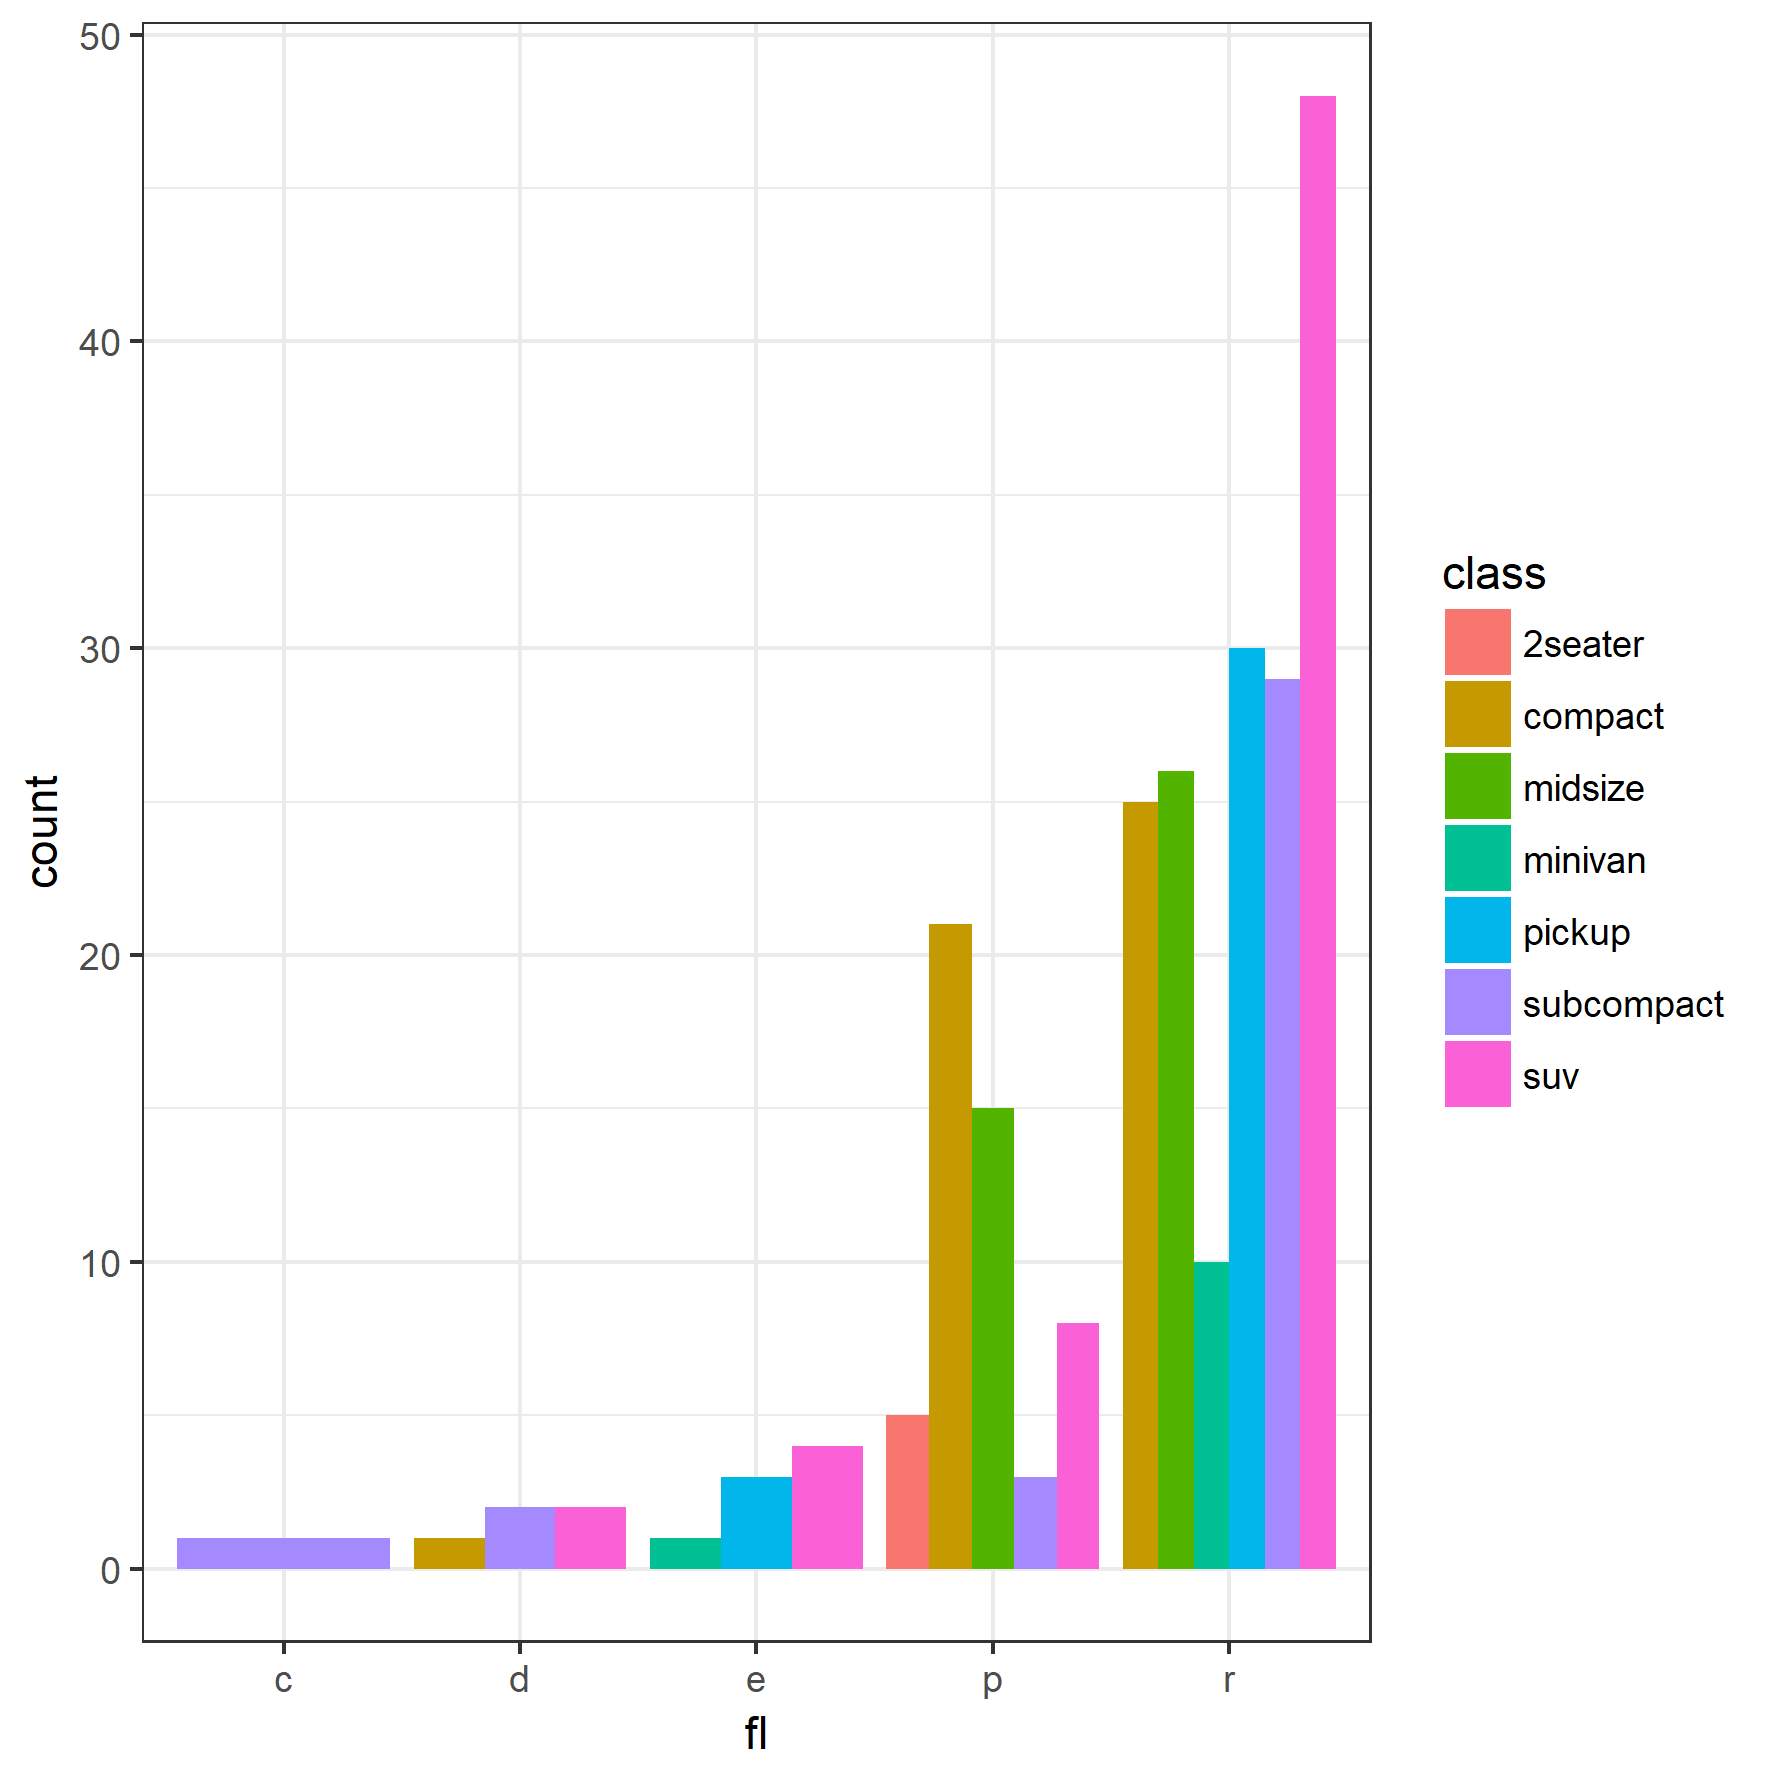 50
40
30
20
10
0
count
c d e p r
fl
class
2seater
compact
midsize
minivan
pickup
subcompact
suv